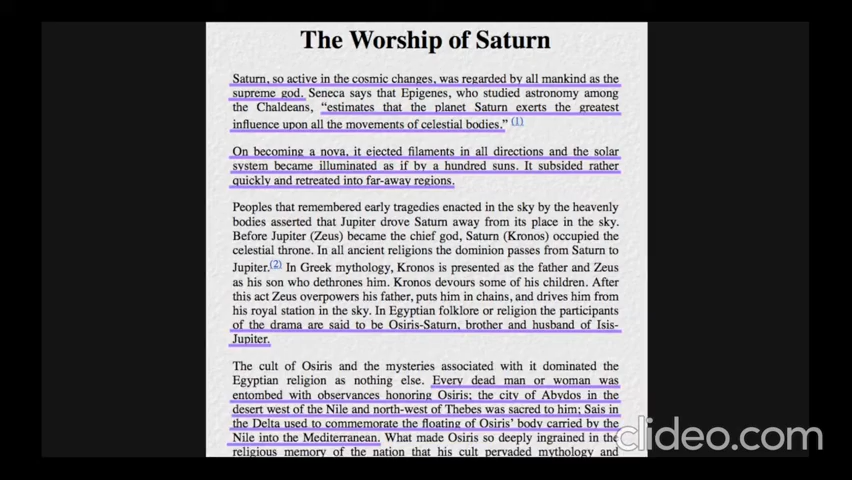 The Worship of Saturn
Saturn, so active in the cosmic changes, was regarded by all mankind as the
supreme god. Seneca says that Epigenes, who studied astronomy among
the Chaldeans, “estimates that the planet Saturn exerts the greatest
influence upon all the movements of celestial bodies.” (1)
On becoming a nova, it ejected filaments in all directions and the solar
system became illuminated as if by a hundred suns. It subsided rather
quickly and retreated into far-away regions.
Peoples that remembered early tragedies enacted in the sky by the heavenly
bodies asserted that Jupiter drove Saturn away from its place in the sky.
Before Jupiter (Zeus) became the chief god, Saturn (Kronos) occupied the
celestial throne. In all ancient religions the dominion passes from Saturn to
Jupiter.(2) In Greek mythology, Kronos is presented as the father and Zeus
as his son who dethrones him. Kronos devours some of his children. After
this act Zeus overpowers his father, puts him in chains, and drives him from
his royal station in the sky. In Egyptian folklore or religion the participants
of the drama are said to be Osiris-Saturn, brother and husband of Isis-
Jupiter.
The cult of Osiris and the mysteries associated with it dominated the
Egyptian religion as nothing else. Every dead man or woman was
entombed with observances honoring Osiris; the city of Abydos in the
desert west of the Nile and north-west of Thebes was sacred to him; Sais in
the Delta used to commemorate the floating of Osiris’ body carried by the
Nile into the Mediterranean. What made Osiris so deeply ingrained in the
religious memory of the nation that his cult pervaded mythology and
clideo.com